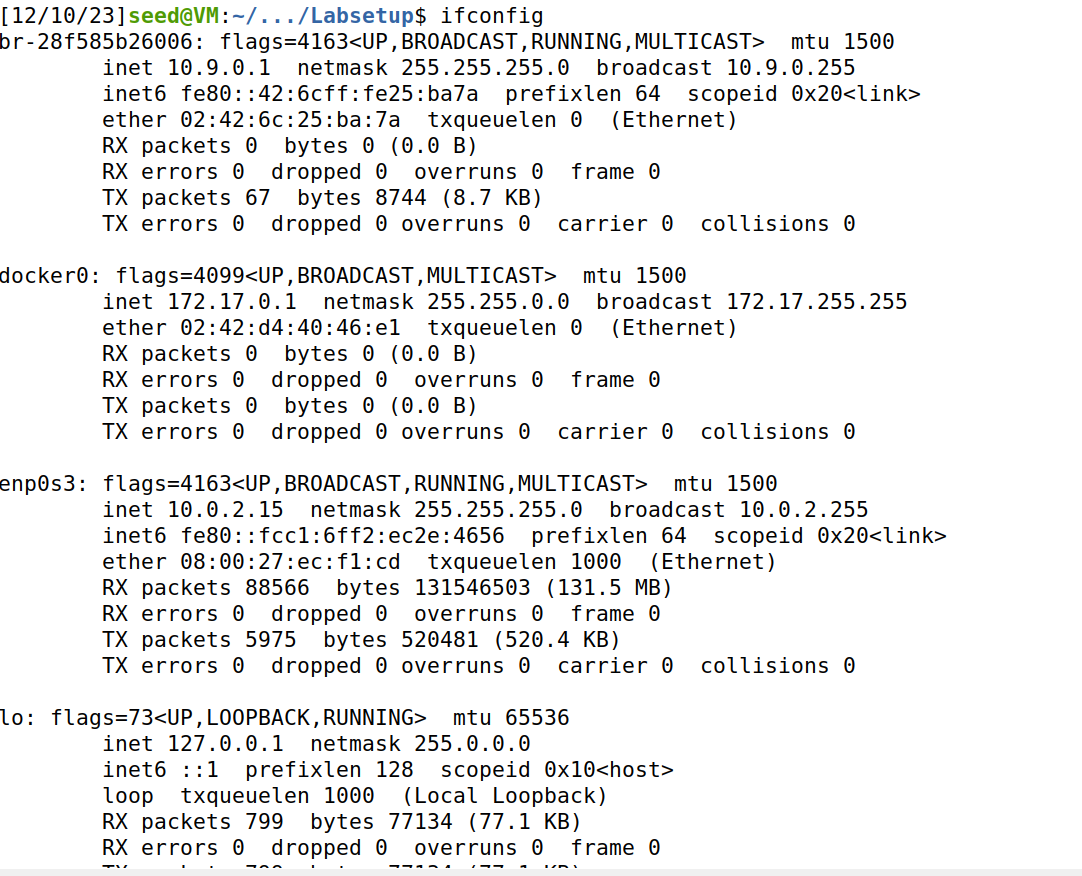 [12/10/23]seed@VM:~/.../Labsetup$ ifconfig
br-28f585b26006: flags=4163<UP,BROADCAST,RUNNING,MULTICAST>  mtu 1500
        inet 10.9.0.1  netmask 255.255.255.0  broadcast 10.9.0.255
        inet6 fe80::42:6cff:fe25:ba7a  prefixlen 64  scopeid 0x20<link>
        ether 02:42:6c:25:ba:7a  txqueuelen 0  (Ethernet)
        RX packets 0  bytes 0 (0.0 B)
        RX errors 0  dropped 0  overruns 0  frame 0
        TX packets 67  bytes 8744 (8.7 KB)
        TX errors 0  dropped 0 overruns 0  carrier 0  collisions 0

docker0: flags=4099<UP,BROADCAST,MULTICAST>  mtu 1500
        inet 172.17.0.1  netmask 255.255.0.0  broadcast 172.17.255.255
        ether 02:42:d4:40:46:e1  txqueuelen 0  (Ethernet)
        RX packets 0  bytes 0 (0.0 B)
        RX errors 0  dropped 0  overruns 0  frame 0
        TX packets 0  bytes 0 (0.0 B)
        TX errors 0  dropped 0 overruns 0  carrier 0  collisions 0

enp0s3: flags=4163<UP,BROADCAST,RUNNING,MULTICAST>  mtu 1500
        inet 10.0.2.15  netmask 255.255.255.0  broadcast 10.0.2.255
        inet6 fe80::fcc1:6ff2:ec2e:4656  prefixlen 64  scopeid 0x20<link>
        ether 08:00:27:ec:f1:cd  txqueuelen 1000  (Ethernet)
        RX packets 88566  bytes 131546503 (131.5 MB)
        RX errors 0  dropped 0  overruns 0  frame 0
        TX packets 5975  bytes 520481 (520.4 KB)
        TX errors 0  dropped 0 overruns 0  carrier 0  collisions 0

lo: flags=73<UP,LOOPBACK,RUNNING>  mtu 65536
        inet 127.0.0.1  netmask 255.0.0.0
        inet6 ::1  prefixlen 128  scopeid 0x10<host>
        loop  txqueuelen 1000  (Local Loopback)
        RX packets 799  bytes 77134 (77.1 KB)
        RX errors 0  dropped 0  overruns 0  frame 0